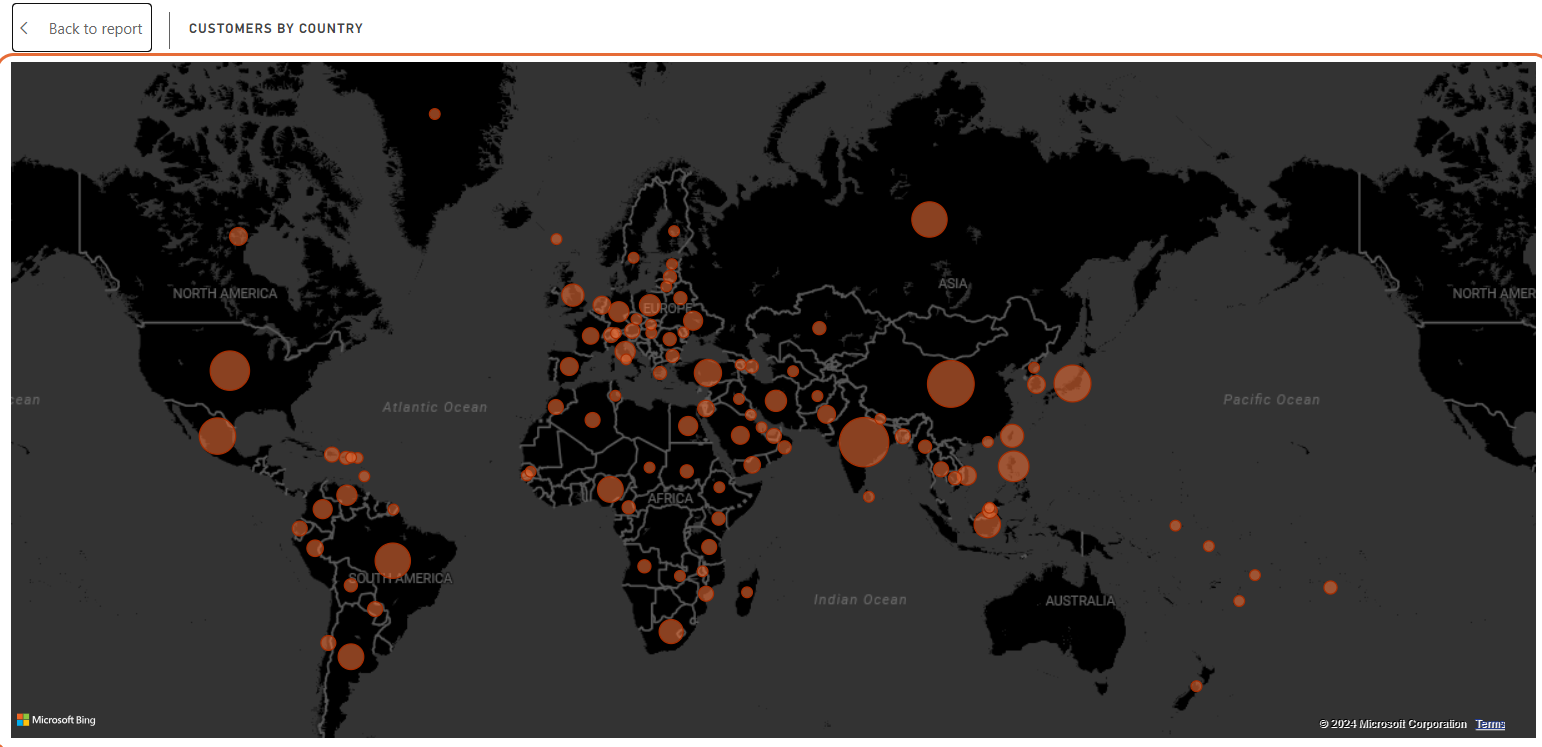 Back to report
CUSTOMERS BY COUNTRY
ASIA
NORTH AMERICA
NORTH AMER
EUROPE
cean
Atlantic Ocean
Pacific Ocean
AFRICA
SOUTH AMERICA
Indian Ocean
AUSTRALIA
Microsoft Bing
© 2024 Microsoft Corporation Terms